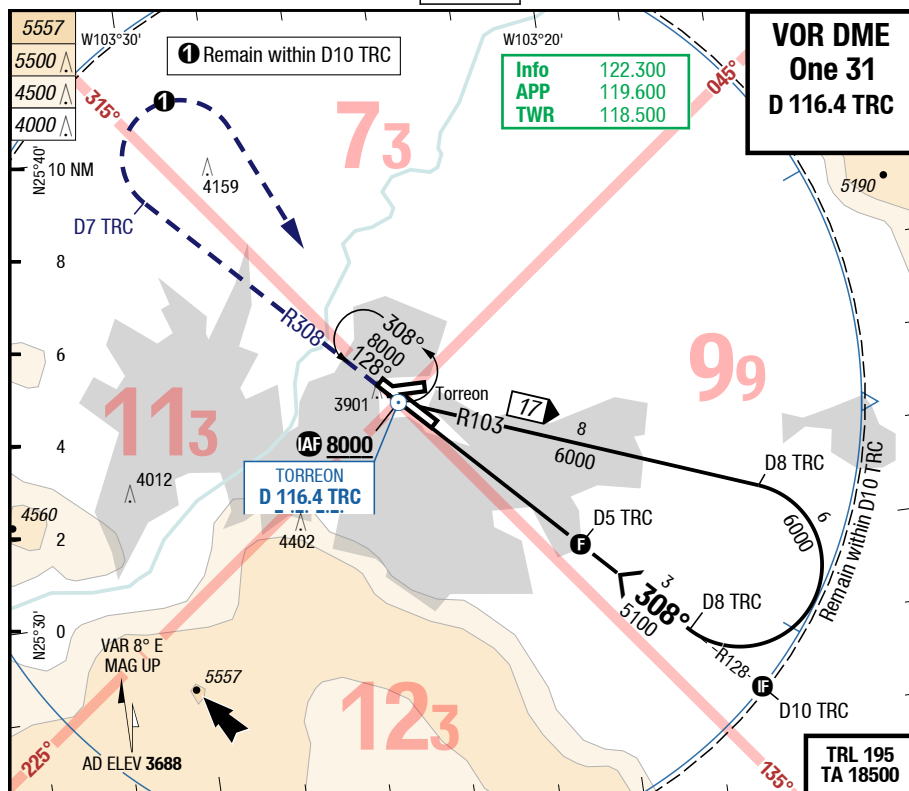 5557
5500
4500
4000
W103°30'
❶ Remain within D10 TRC
W103°20'
Info 122.300
APP 119.600
TWR 118.500
VOR DME
One 31
D 116.4 TRC
315°
045°
1
73
N25°40'
10 NM
4159
5190
D7 TRC
8
R308
308°
8000
128°
6
99
113
3901
Torreon
R103
17
8
6000
IAF 8000
4
D8 TRC
TORREON
D 116.4 TRC
4012
6
6000
4560
4402
D5 TRC
F
2
Remain within D10 TRC
3
308°
5100
D8 TRC
N25°30'
0
R128
VAR 8° E
MAG UP
5557
IF
D10 TRC
123
AD ELEV 3688
225°
135°
TRL 195
TA 18500